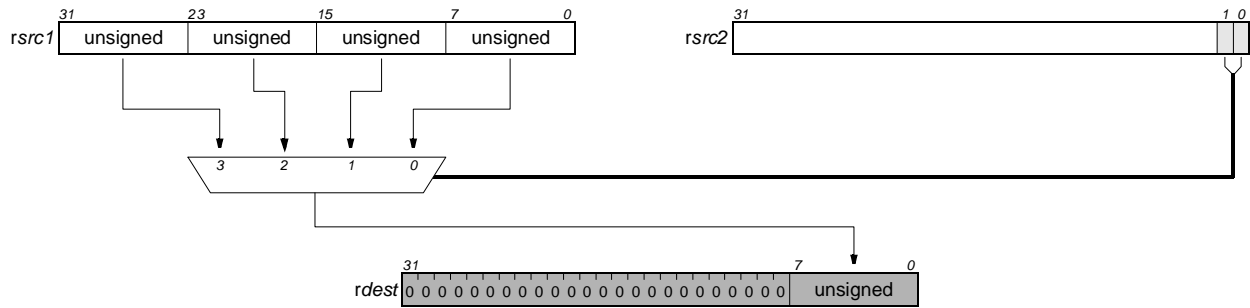 31 23 15 7 0 31 1 0
rsrc1 unsigned unsigned unsigned unsigned rsrc2
3 2 1 0
31 7 0
rdest 0 0 0 0 0 0 0 0 0 0 0 0 0 0 0 0 0 0 0 0 0 0 0 0 unsigned